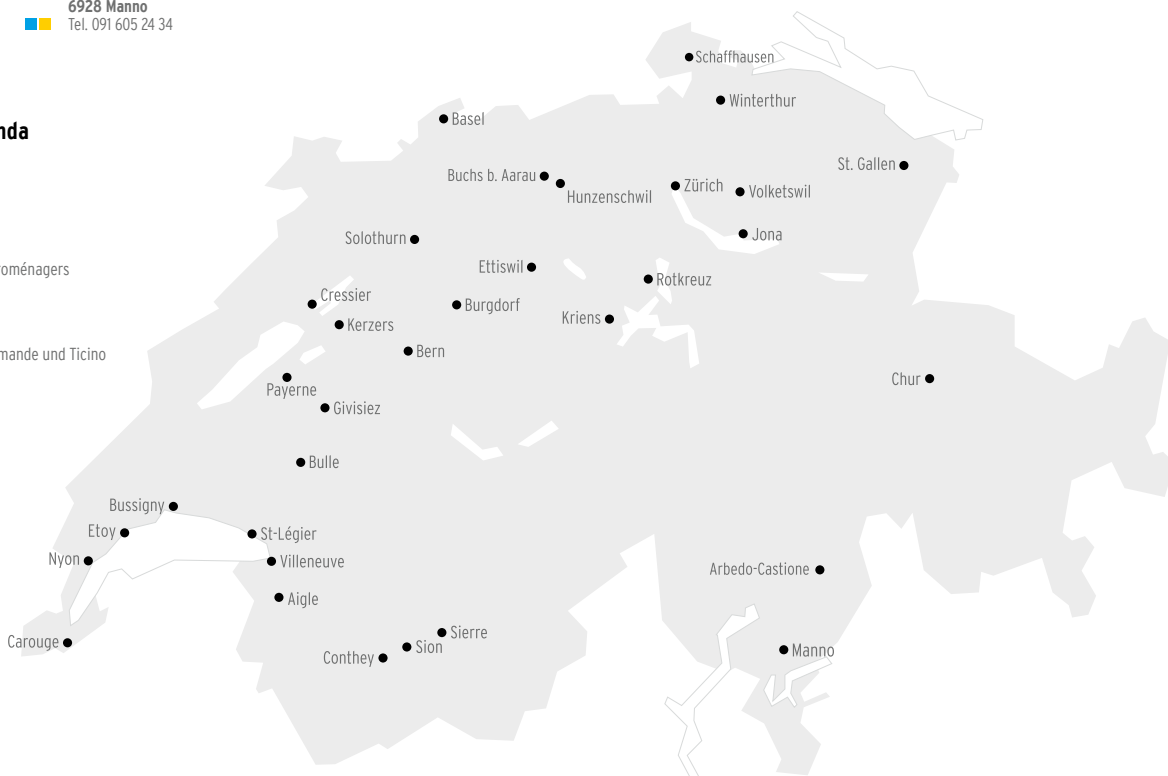 6928 Manno
Tel. 091 605 24 34
Schaffhausen
Winterthur
Basel
nda
St. Gallen
Buchs b. Aarau
Hunzenschwil
Zürich
Volketswil
Jona
Solothurn
Ettiswil
oménagers
Rotkreuz
Cressier
Burgdorf
Kriens
Kerzers
Bern
mande und Ticino
Chur
Payerne
Givisiez
Bulle
Bussigny
Etoy
St-Légier
Nyon
Villeneuve
Arbedo-Castione
Aigle
Sierre
Carouge
Sion
Manno
Conthey